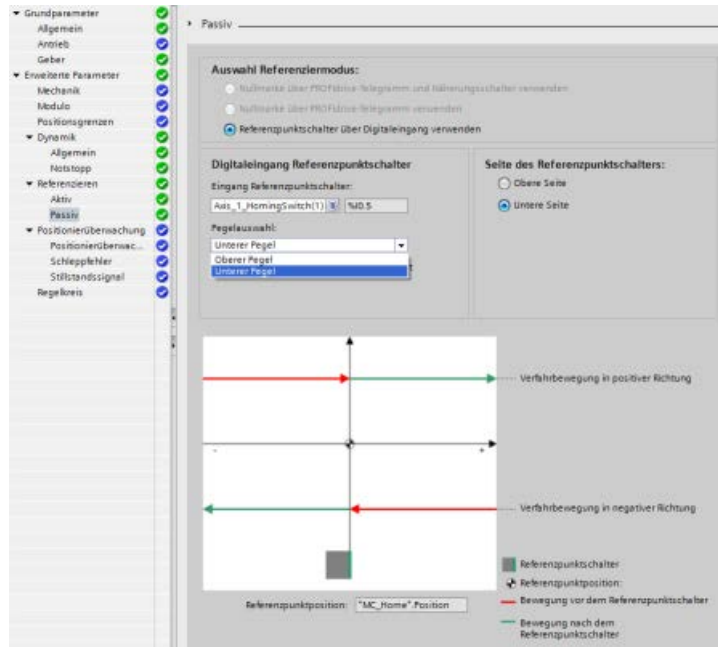 Grundparameter
Allgemein
Antrieb
Geber
Erweiterte Parameter
Mechanik
Modulo
Positionsgrenzen
Dynamik
Allgemein
Notstopp
Referenzieren
Aktiv
Passiv
Positionierüberwachung
Positionierüberwac...
Schleppfehler
Stillstandssignal
Regelkreis
Passiv
Auswahl Referenziermodus:
Nullmarke über PROFIdrive-Telegramm und Näherungsschalter verwenden
Nullmarke über PROFIdrive-Telegramm verwenden
Referenzpunktschalter über Digitaleingang verwenden
Digitaleingang Referenzpunktschalter
Eingang Referenzpunktschalter:
Axis_1_HomingSwitch(1) %I0.5
Pegelauswahl:
Unterer Pegel
Oberer Pegel
Unterer Pegel
Seite des Referenzpunktschalters:
Obere Seite
Untere Seite
Verfahrbewegung in positiver Richtung
- +
Verfahrbewegung in negativer Richtung
Referenzpunktschalter
Referenzpunktposition:
Bewegung vor dem Referenzpunktschalter
Bewegung nach dem
Referenzpunktschalter
Referenzpunktposition: "MC_Home".Position